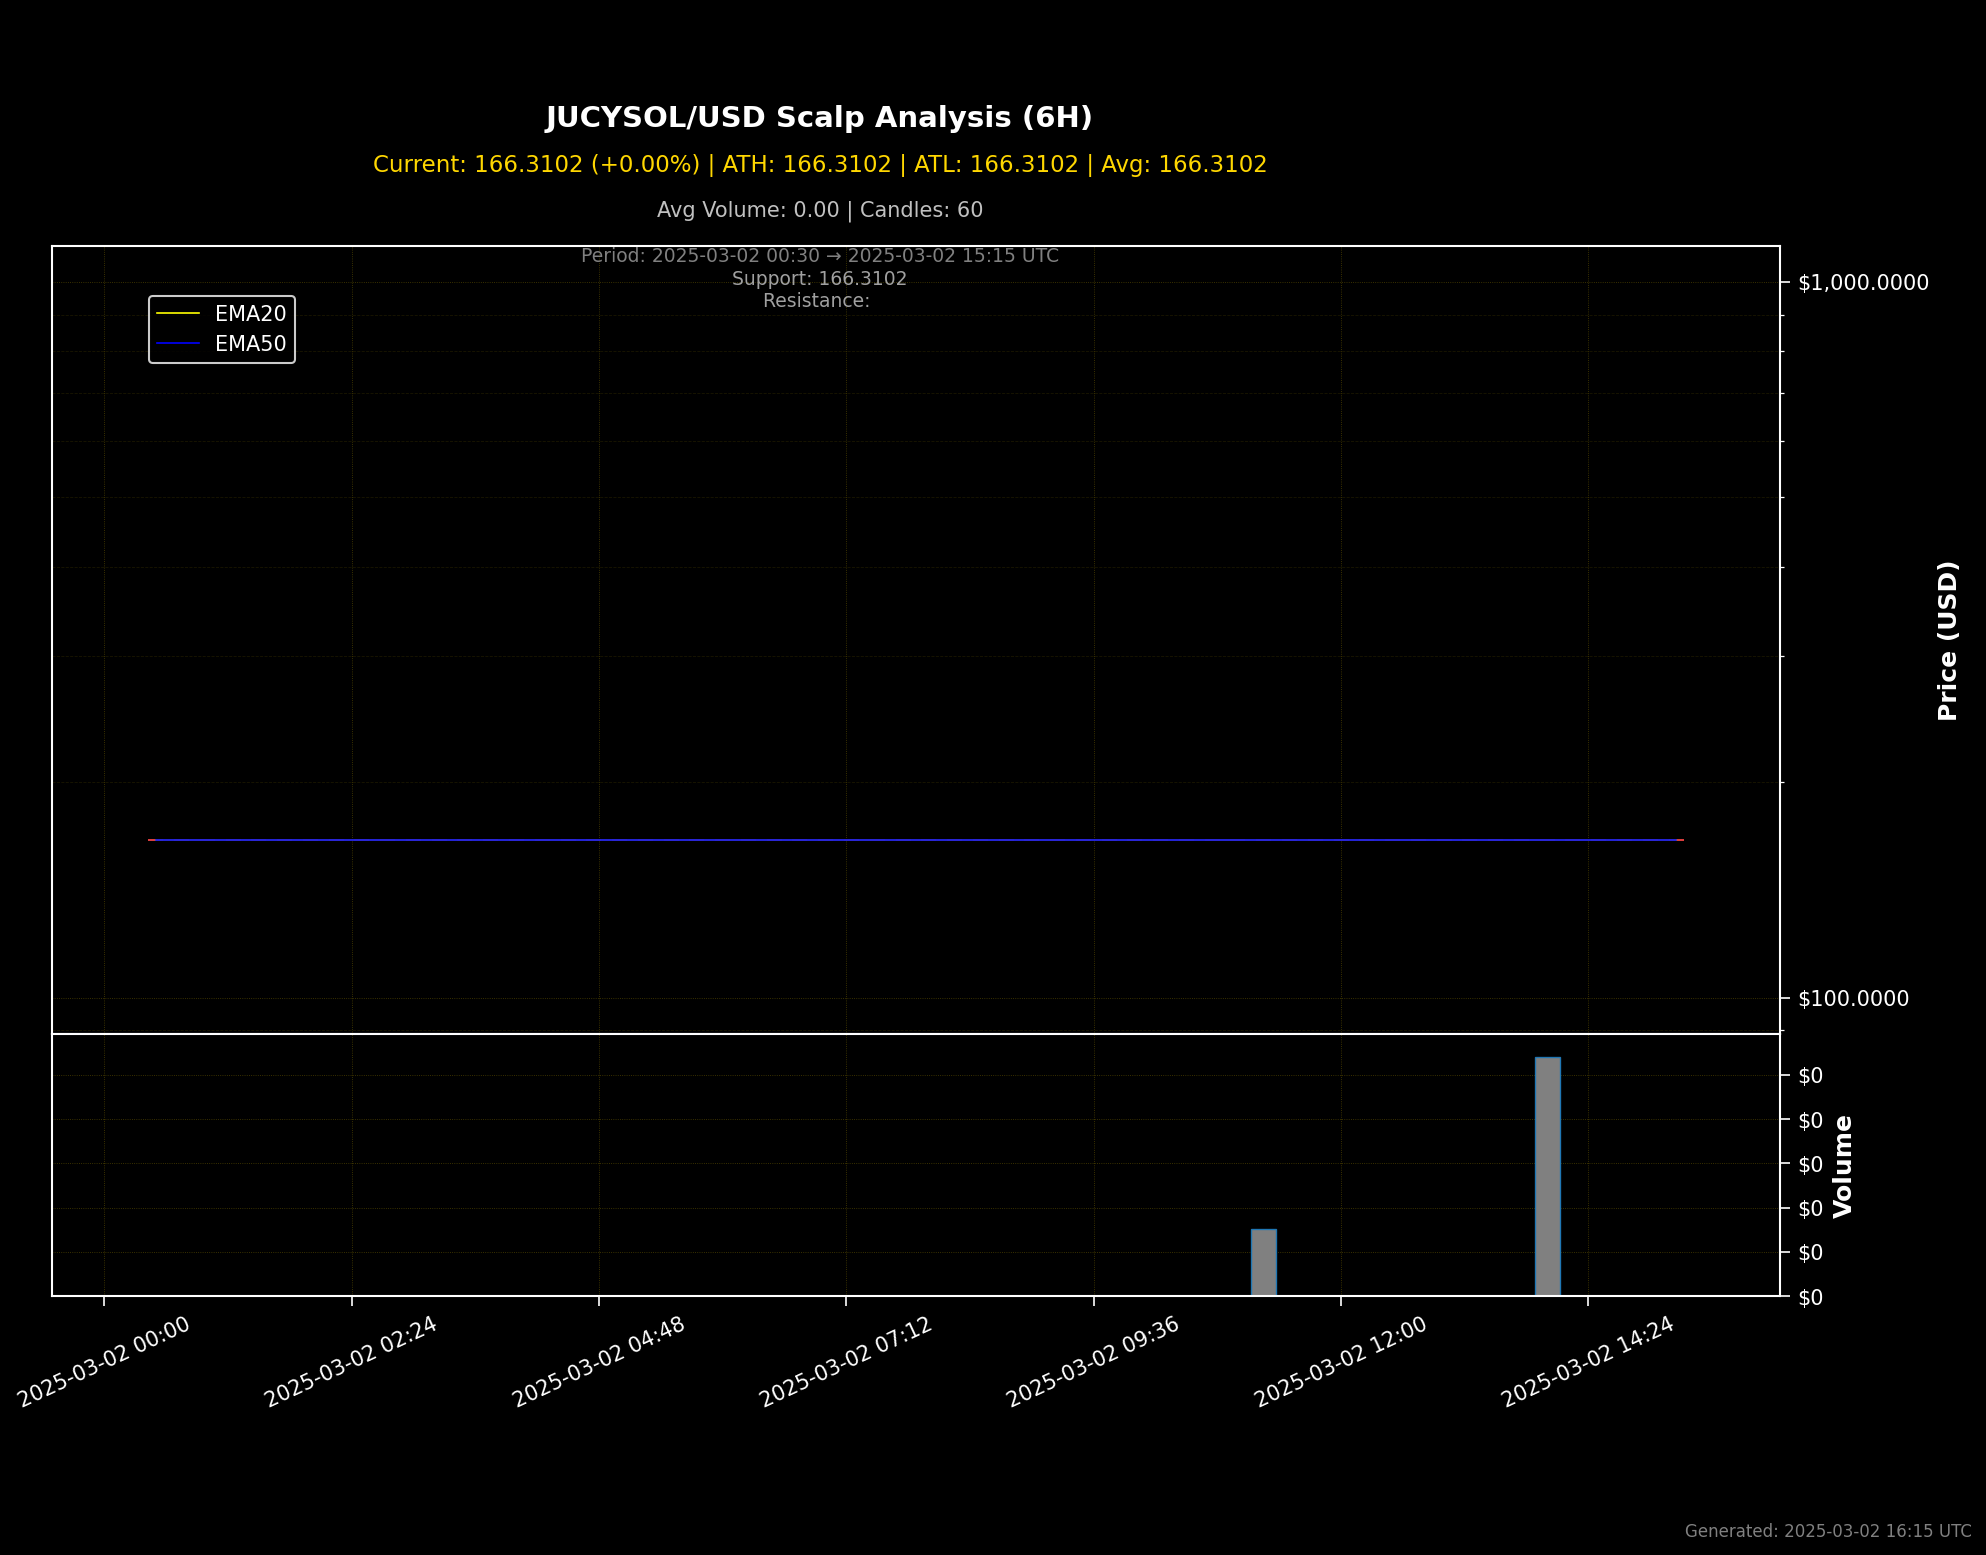 JUCYSOL/USD Scalp Analysis (6H)
Current: 166.3102 (+0.00%) | ATH: 166.3102 | ATL: 166.3102 | Avg: 166.3102
Avg Volume: 0.00 | Candles: 60
Period: 2025-03-02 00:30 → 2025-03-02 15:15 UTC
Support: 166.3102
Resistance:
EMA20
EMA50
$1,000.0000
Price (USD)
$100.0000
$0
$0
$0
$0
$0
$0
Volume
2025-03-02 00:00
2025-03-02 02:24
2025-03-02 04:48
2025-03-02 07:12
2025-03-02 09:36
2025-03-02 12:00
2025-03-02 14:24
Generated: 2025-03-02 16:15 UTC